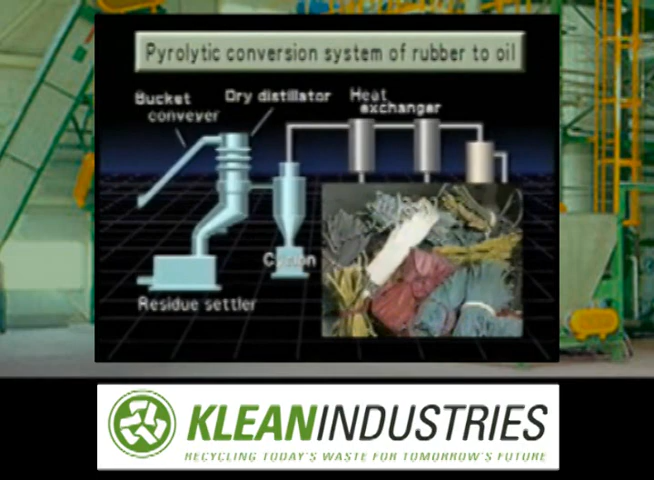 Pyrolytic conversion system of rubber to oil
Bucket
conveyer
Dry distillator
Heat
exchanger
Residue settler
KLEANINDUSTRIES
RECYCLING TODAY'S WASTE FOR TOMORROW'S FUTURE